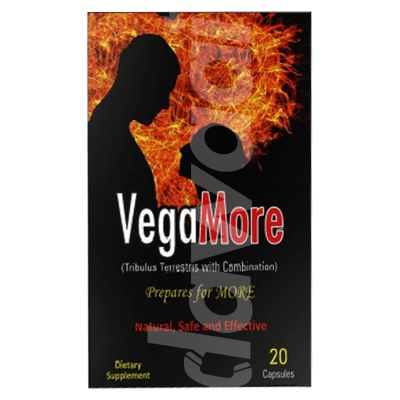 VegaMore
(Tribulus Terrestris with Combination)
Prepares for MORE
Natural, Safe and Effective
Dietary
Supplement
20
Capsules